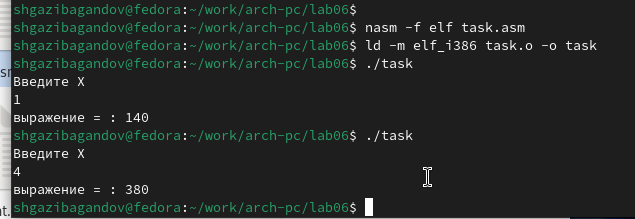 shgazibagandov@fedora:~/work/arch-pc/lab06$
shgazibagandov@fedora:~/work/arch-pc/lab06$ nasm -f elf task.asm
shgazibagandov@fedora:~/work/arch-pc/lab06$ ld -m elf_i386 task.o -o task
shgazibagandov@fedora:~/work/arch-pc/lab06$ ./task
Введите X
1
выражение = : 140
shgazibagandov@fedora:~/work/arch-pc/lab06$ ./task
Введите X
4
выражение = : 380
shgazibagandov@fedora:~/work/arch-pc/lab06$